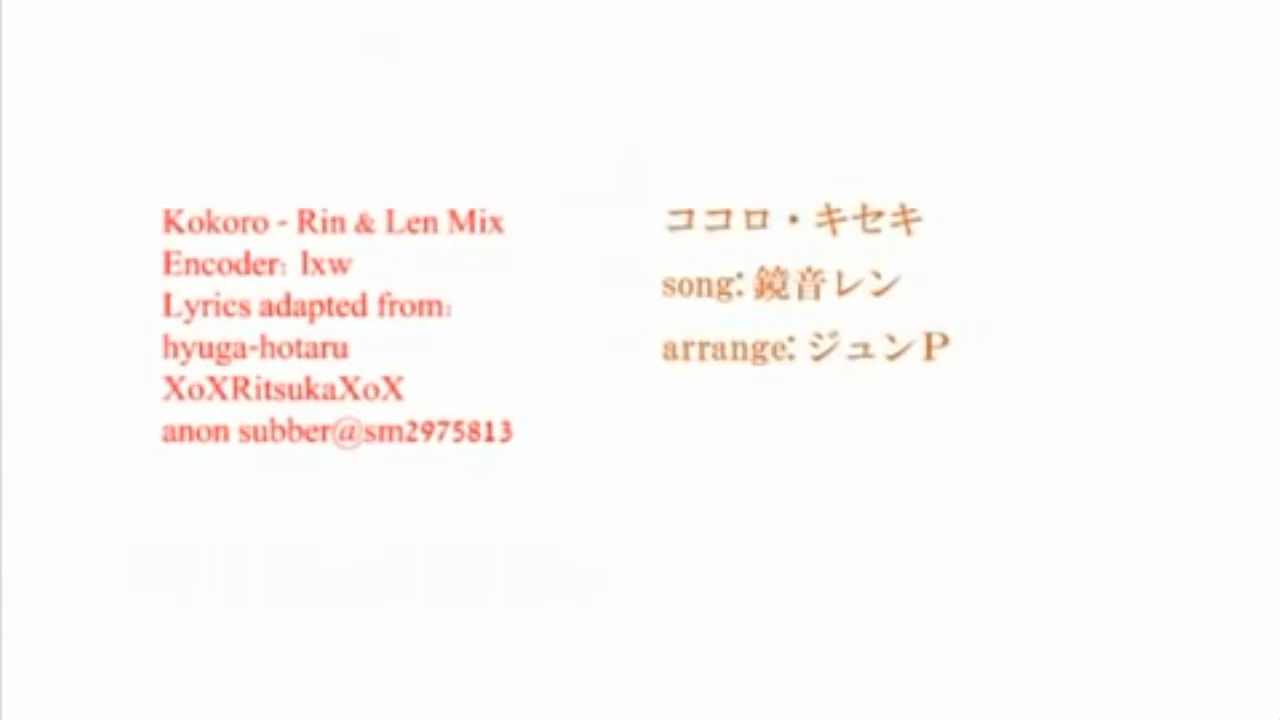 Kokoro - Rin & Len Mix
Encoder: lxw
Lyrics adapted from:
hyuga-hotaru
XoXRitsukaXoX
anon subber@sm2975813
ココロ・キセキ
song: 鏡音レン
arrange: ジュンP